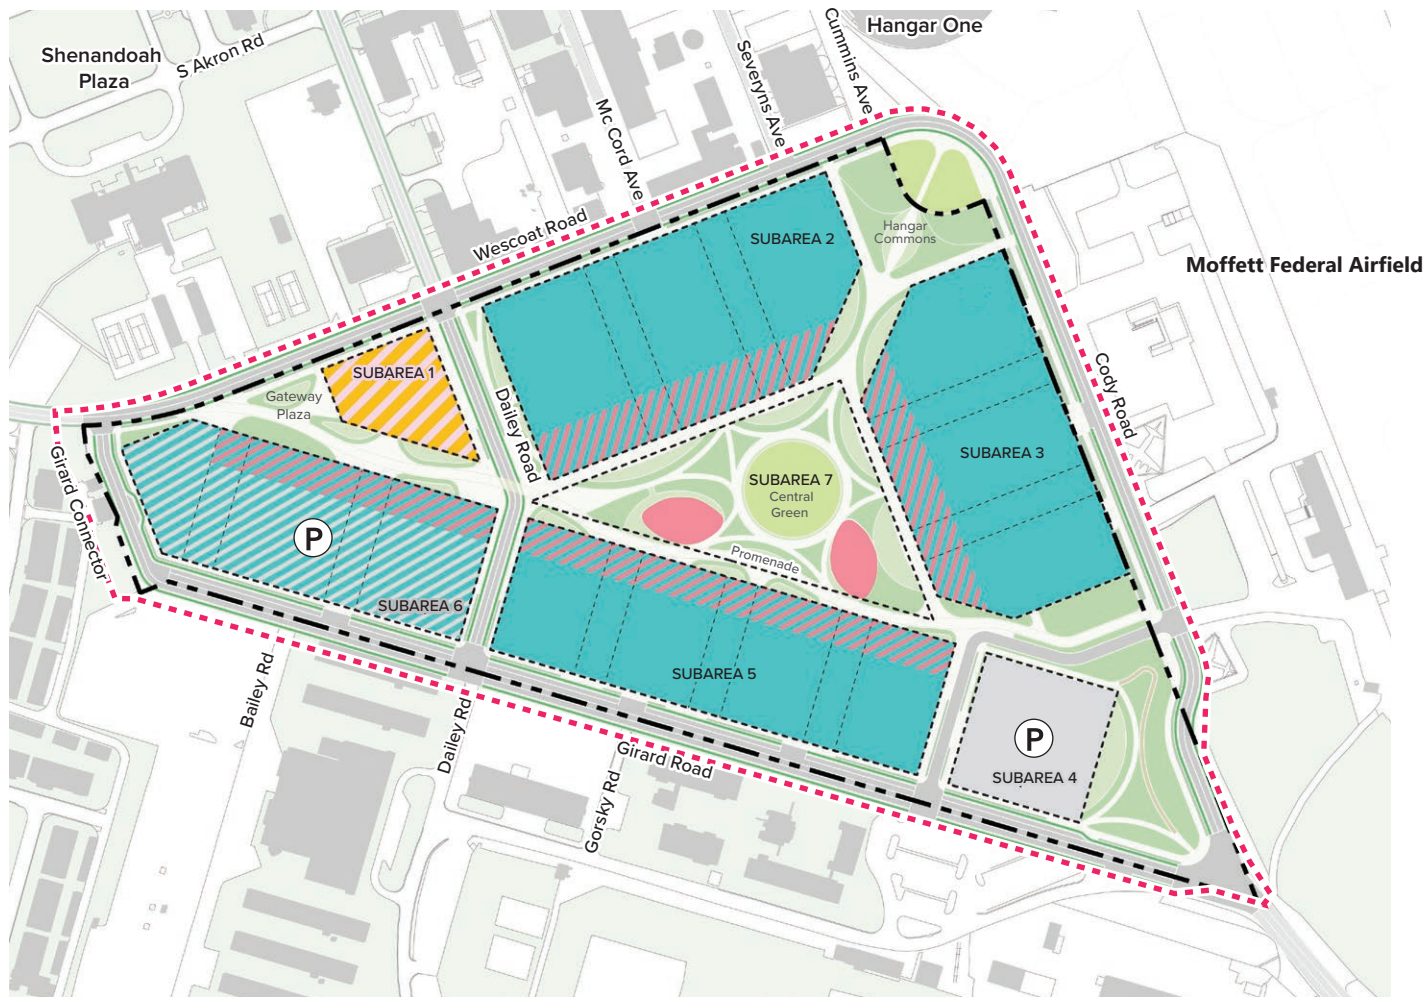 Hangar One
Shenandoah
Plaza
S Akron Rd
Mc Cord Ave
Severyns Ave
Cummins Ave
Wescoat Road
SUBAREA 2
Hangar
Commons
Moffett Federal Airfield
SUBAREA 1
Gateway
Plaza
Dailey Road
Cody Road
SUBAREA 3
SUBAREA 7
Central
Green
Girard Connector
P
Promenade
SUBAREA 6
SUBAREA 5
Bailey Rd
Dailey Rd
Girard Road
Gorsky Rd
P
SUBAREA 4